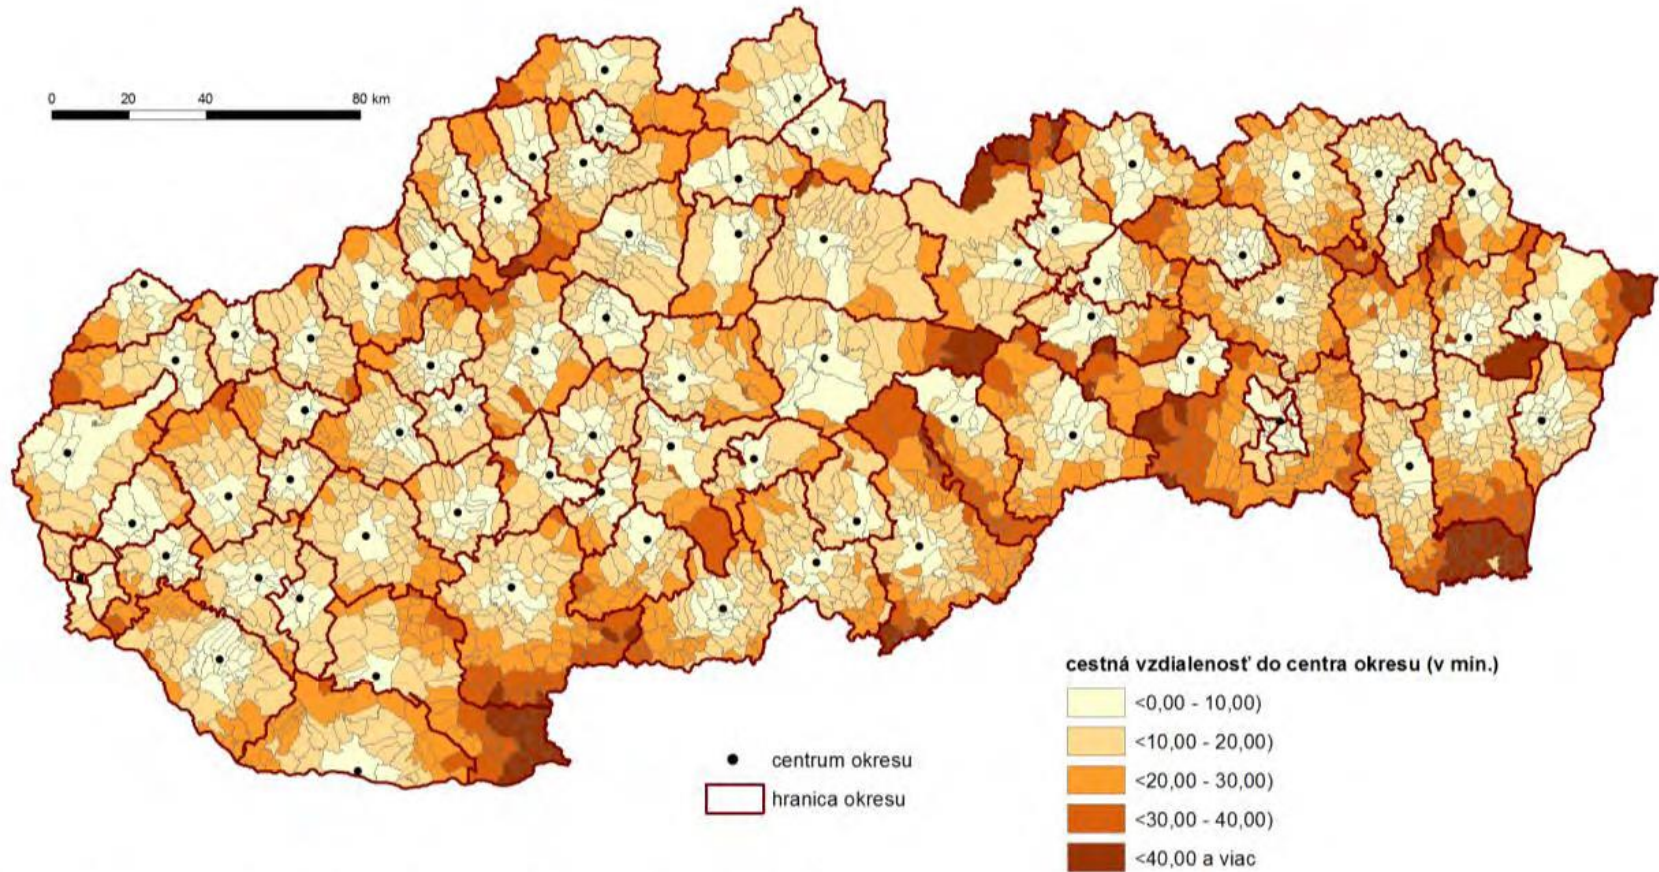 0 20 40 80 km
cestná vzdialenosť do centra okresu (v min.)
<0,00 - 10,00)
<10,00 - 20,00)
<20,00 - 30,00)
<30,00 - 40,00)
<40,00 a viac
centrum okresu
hranica okresu